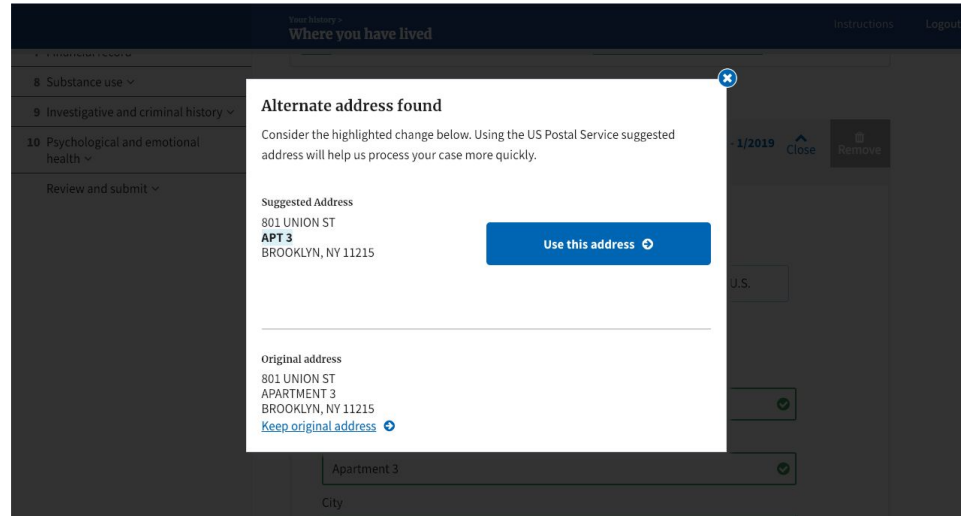 Your history >
Where you have lived
Instructions
Logout
8 Substance use
9 Investigative and criminal history
10 Psychological and emotional
health
Review and submit
- 1/2019
Close
Remove
Alternate address found
Consider the highlighted change below. Using the US Postal Service suggested
address will help us process your case more quickly.
Suggested Address
801 UNION ST
APT 3
BROOKLYN, NY 11215
Use this address
U.S.
Original address
801 UNION ST
APARTMENT 3
BROOKLYN, NY 11215
Keep original address
Apartment 3
City